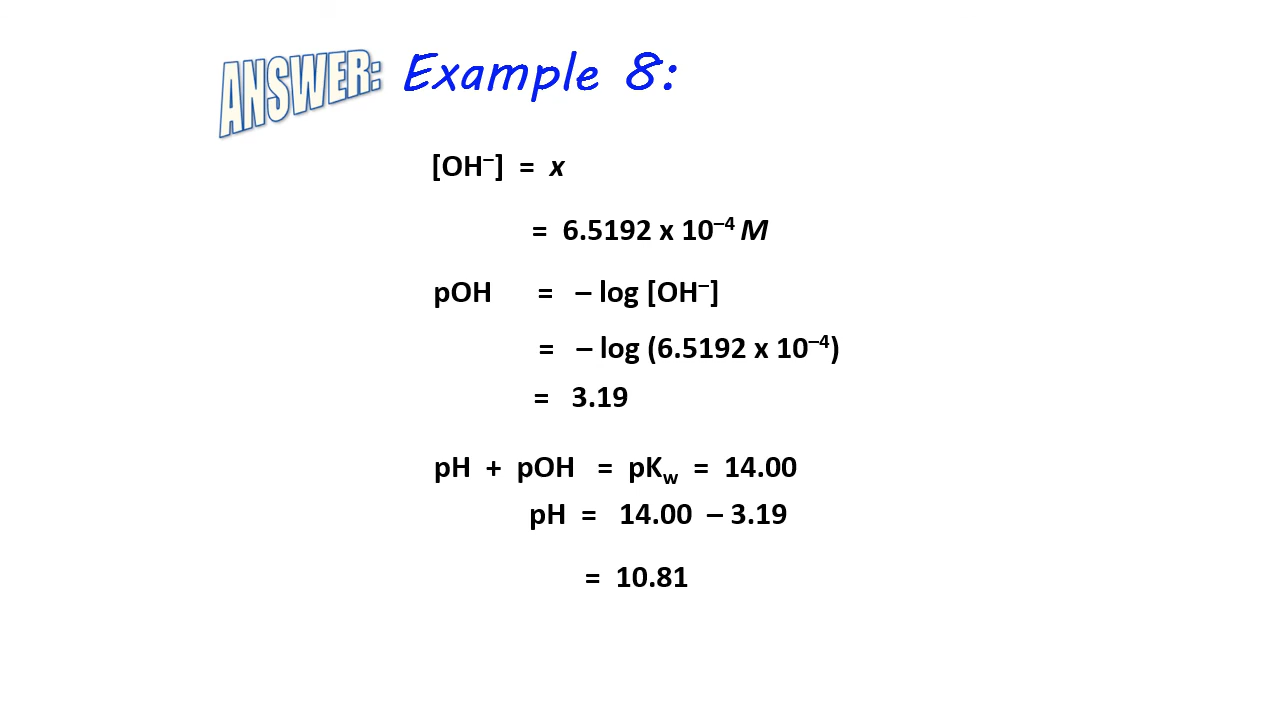 ANSWER: Example 8:
[OH⁻] = x
= 6.5192 x 10⁻⁴ M
pOH = – log [OH⁻]
= – log (6.5192 x 10⁻⁴)
= 3.19
pH + pOH = pKw = 14.00
pH = 14.00 – 3.19
= 10.81